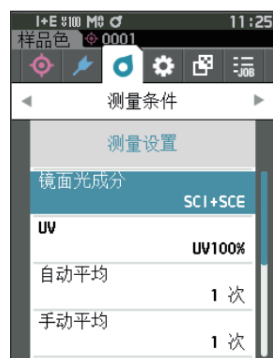 I+E M0 11:25
样品色 0001
JOB
测量条件
测量设置
镜面光成分
SCI+SCE
UV
UV100%
自动平均
1 次
手动平均
1 次